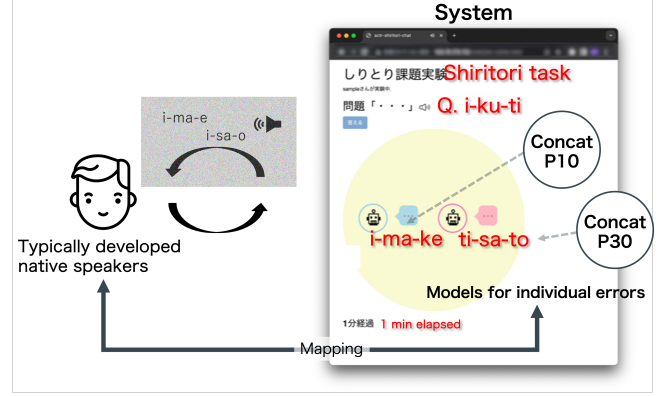 System
actr-shiritori-chat
しりとり課題実験
Shiritori task
sampleさんが実験中.
問題「・・・」
Q. i-ku-ti
答える
i-ma-e
i-sa-o
Concat
P10
Concat
P30
i-ma-ke
ti-sa-to
Typically developed
native speakers
Models for individual errors
1分経過
1 min elapsed
Mapping